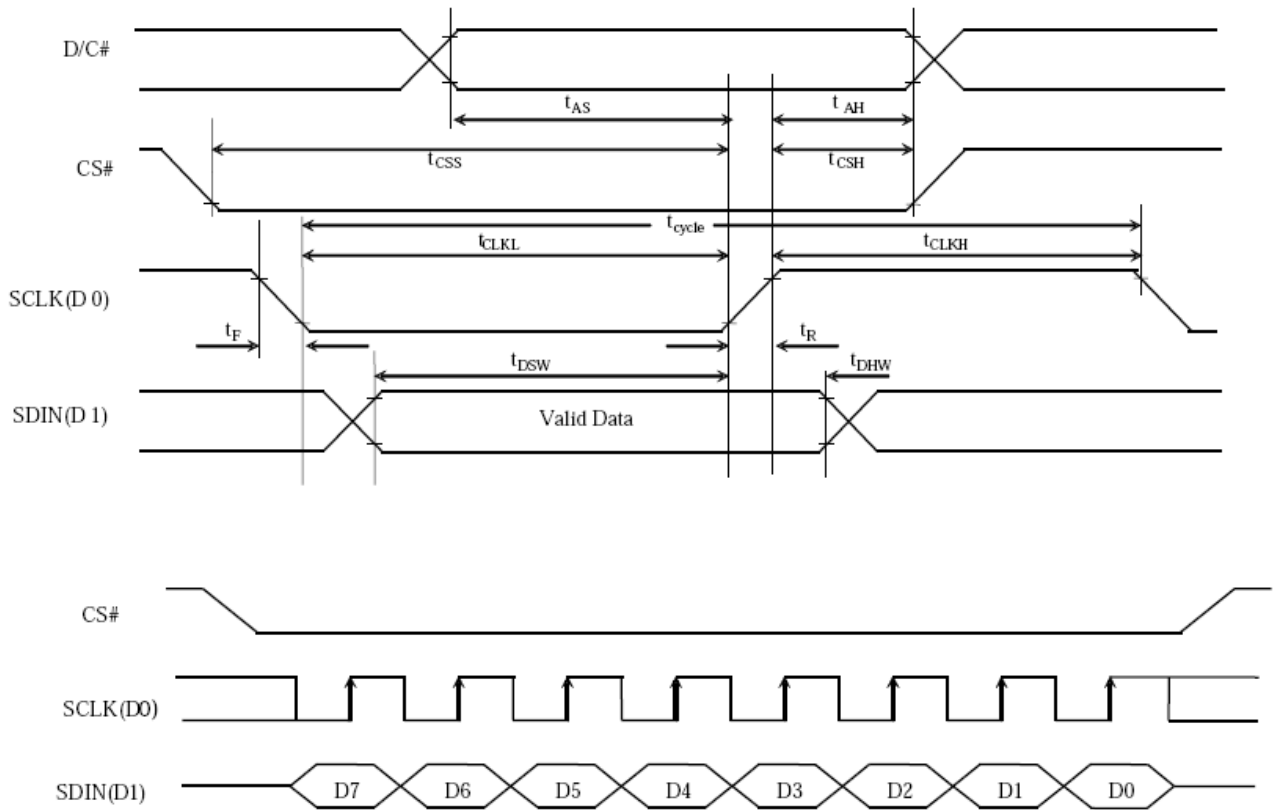 D/C#
tAS
tAH
CS#
tCSS
tCSH
tcycle
tCLKL
tCLKH
SCLK(D 0)
tF
tR
tDSW
tDHW
SDIN(D 1)
Valid Data
CS#
SCLK(D0)
SDIN(D1)
D7 D6 D5 D4 D3 D2 D1 D0